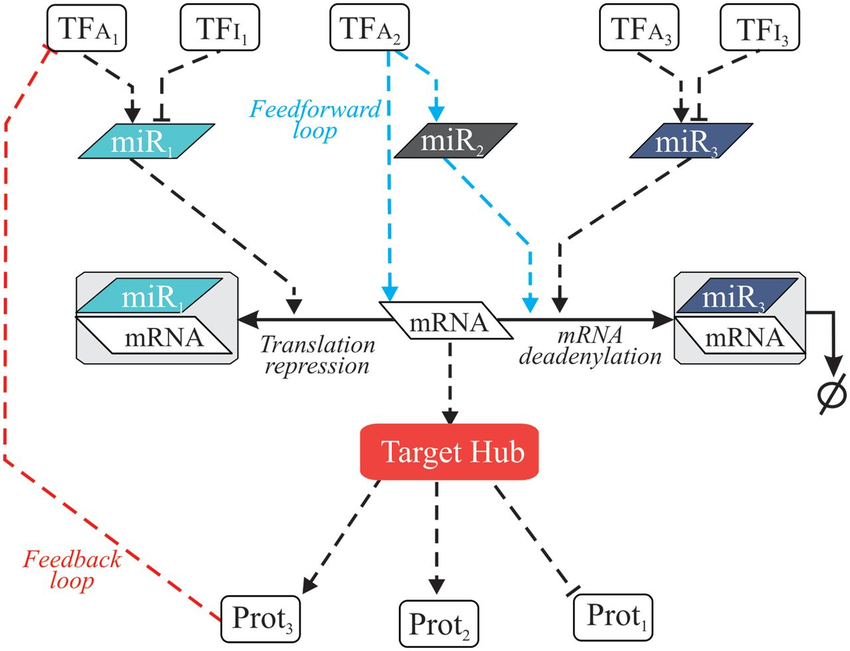 TFA₁
TFI₁
TFA₂
TFA₃
TFI₃
Feedforward
loop
miR₁
miR₂
miR₃
miR₁
mRNA
mRNA
miR₃
mRNA
Translation
repression
mRNA
deadenylation
Ø
Target Hub
Feedback
loop
Prot₃
Prot₂
Prot₁